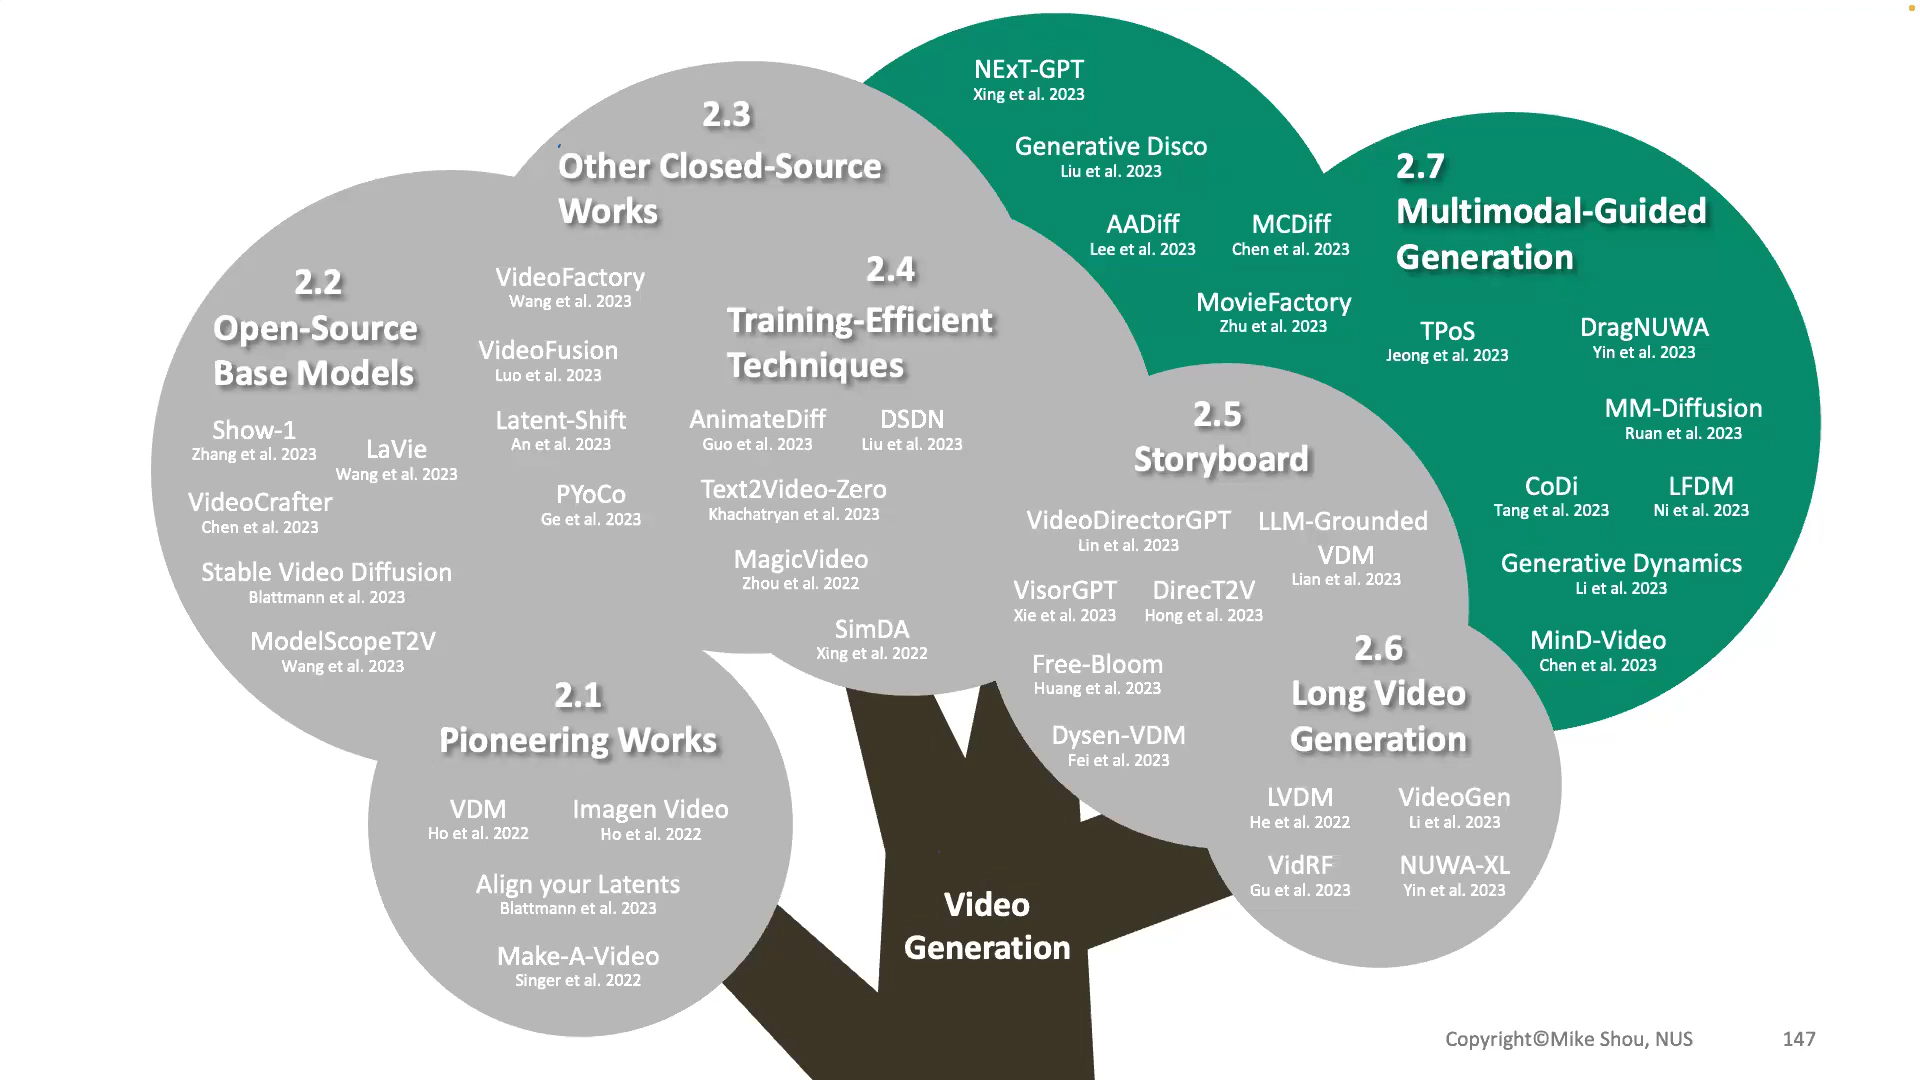 NExT-GPT
Xing et al. 2023
Generative Disco
Liu et al. 2023
AADiff
Lee et al. 2023
MCDiff
Chen et al. 2023
MovieFactory
Zhu et al. 2023
2.7
Multimodal-Guided
Generation
TPoS
Jeong et al. 2023
DragNUWA
Yin et al. 2023
MM-Diffusion
Ruan et al. 2023
CoDi
Tang et al. 2023
LFDM
Ni et al. 2023
Generative Dynamics
Li et al. 2023
MinD-Video
Chen et al. 2023
2.3
Other Closed-Source
Works
VideoFactory
Wang et al. 2023
VideoFusion
Luo et al. 2023
Latent-Shift
An et al. 2023
PYoCo
Ge et al. 2023
2.4
Training-Efficient
Techniques
AnimateDiff
Guo et al. 2023
DSDN
Liu et al. 2023
Text2Video-Zero
Khachatryan et al. 2023
MagicVideo
Zhou et al. 2022
SimDA
Xing et al. 2022
2.2
Open-Source
Base Models
Show-1
Zhang et al. 2023
LaVie
Wang et al. 2023
VideoCrafter
Chen et al. 2023
Stable Video Diffusion
Blattmann et al. 2023
ModelScopeT2V
Wang et al. 2023
2.5
Storyboard
VideoDirectorGPT
Lin et al. 2023
LLM-Grounded
VDM
Lian et al. 2023
VisorGPT
Xie et al. 2023
DirecT2V
Hong et al. 2023
Free-Bloom
Huang et al. 2023
Dysen-VDM
Fei et al. 2023
2.6
Long Video
Generation
LVDM
He et al. 2022
VideoGen
Li et al. 2023
VidRF
Gu et al. 2023
NUWA-XL
Yin et al. 2023
2.1
Pioneering Works
VDM
Ho et al. 2022
Imagen Video
Ho et al. 2022
Align your Latents
Blattmann et al. 2023
Make-A-Video
Singer et al. 2022
Video
Generation
Copyright©Mike Shou, NUS
147